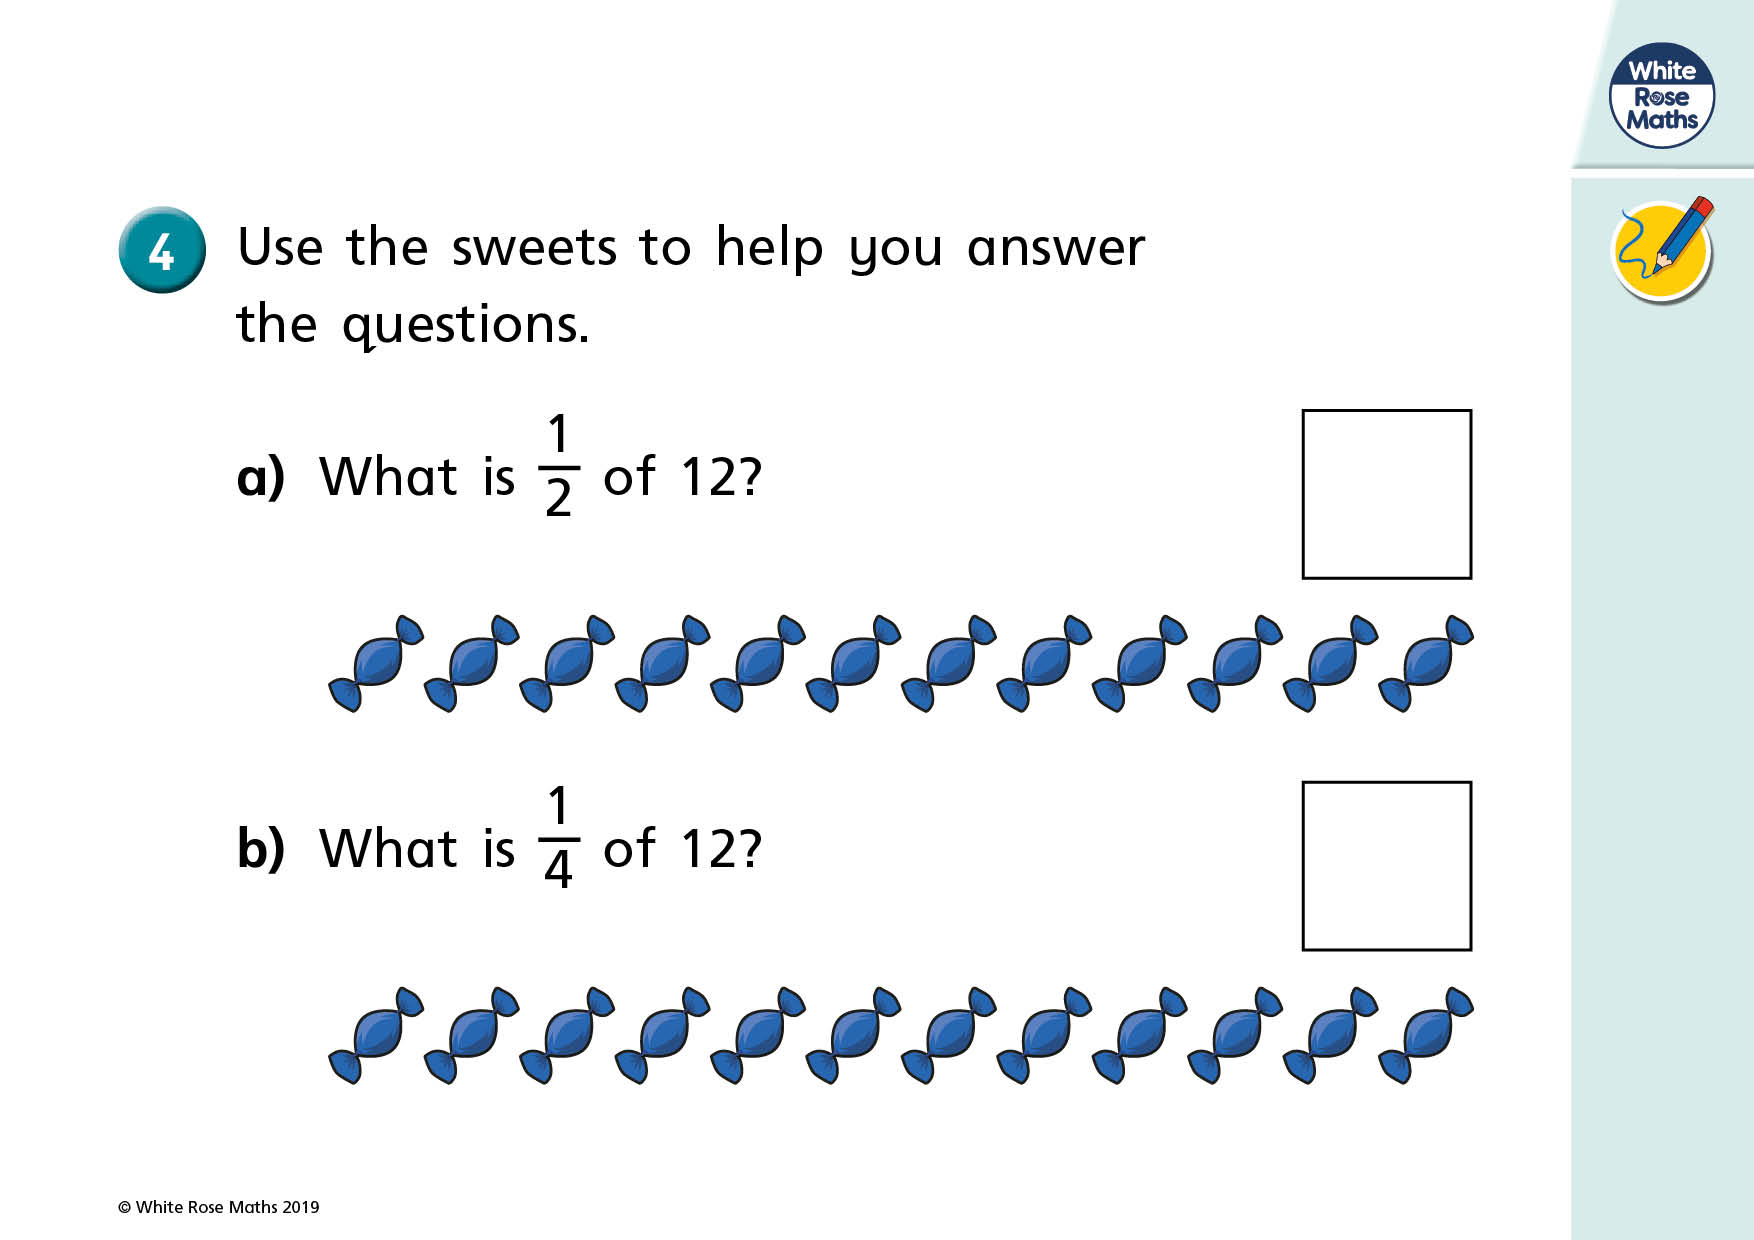 White
Rose
Maths
4 Use the sweets to help you answer
the questions.
a) What is 1/2 of 12?
b) What is 1/4 of 12?
© White Rose Maths 2019